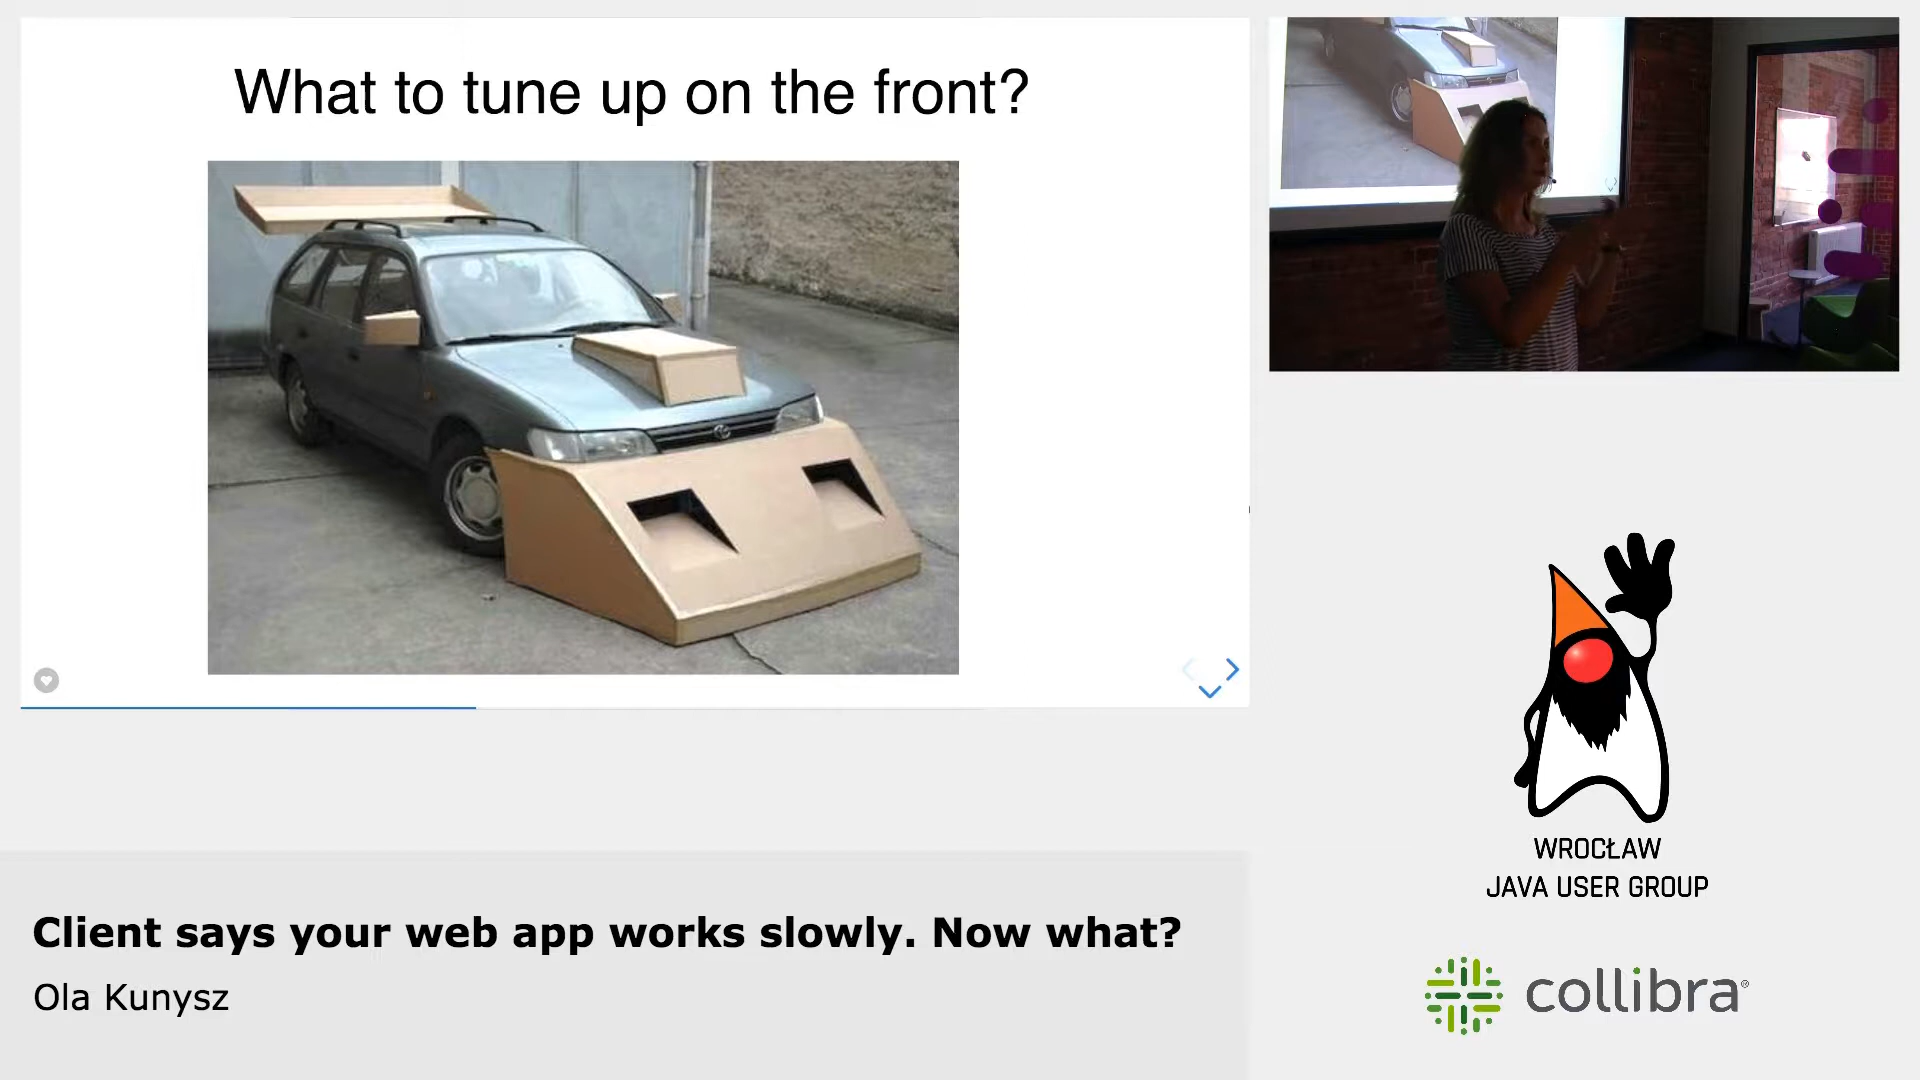 What to tune up on the front?
WROCŁAW
JAVA USER GROUP
Client says your web app works slowly. Now what?
Ola Kunysz
collibra®